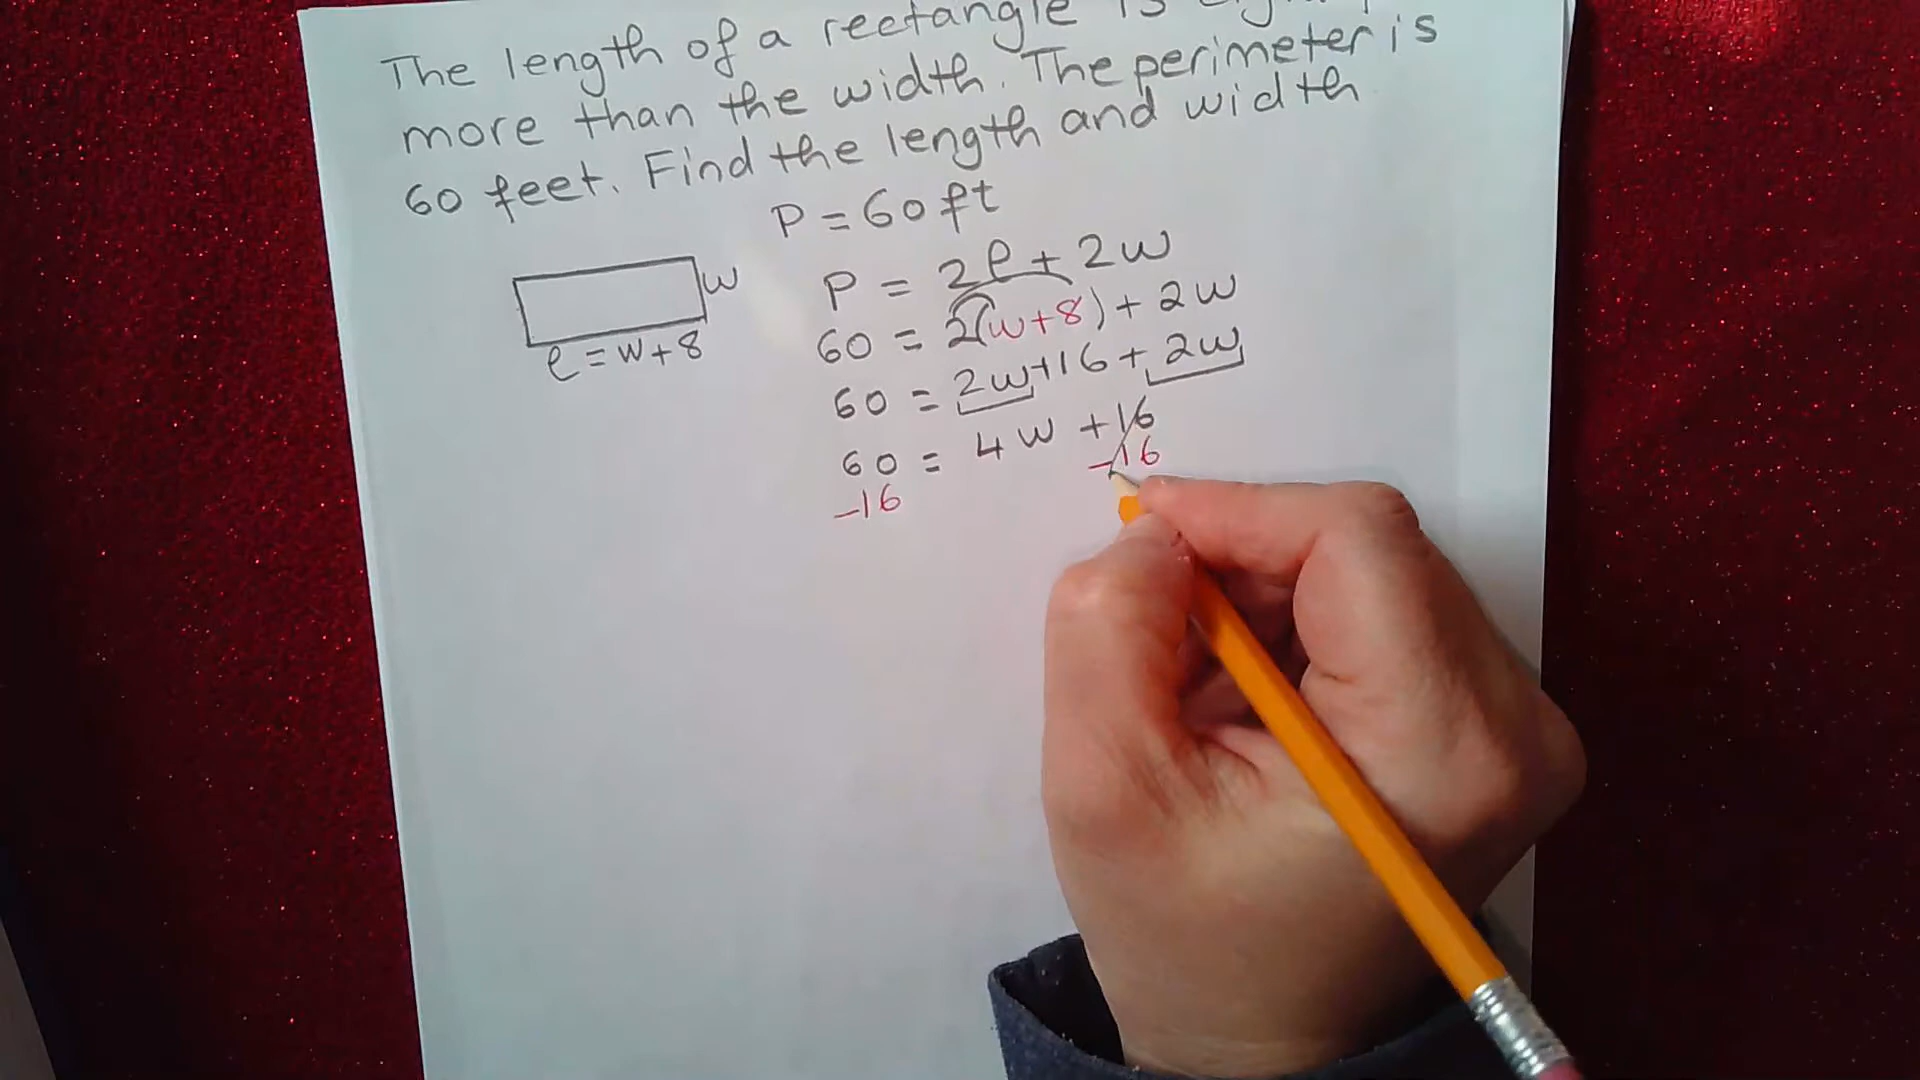 The length of a rectangle is
more than the width. The perimeter is
60 feet. Find the length and width
P = 60 ft
w
l = w + 8
P = 2l + 2w
60 = 2(w+8) + 2w
60 = 2w + 16 + 2w
60 = 4w + 16
-16 -16